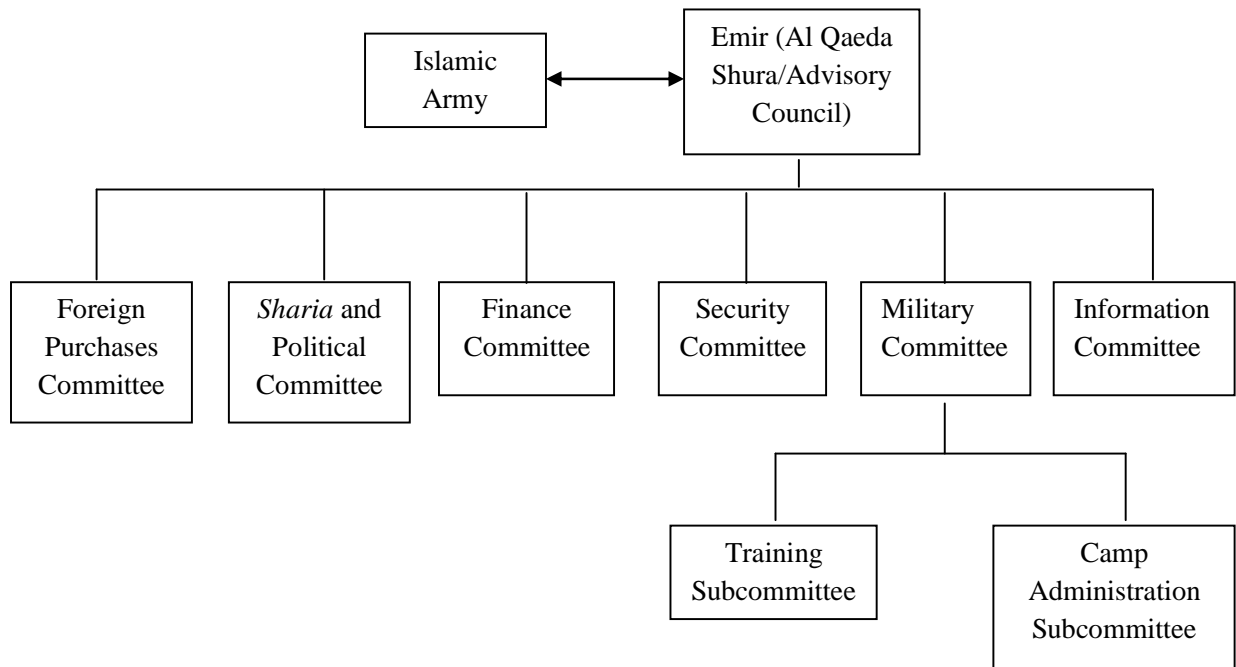 Islamic
Army
Emir (Al Qaeda
Shura/Advisory
Council)
Foreign
Purchases
Committee
Sharia and
Political
Committee
Finance
Committee
Security
Committee
Military
Committee
Information
Committee
Training
Subcommittee
Camp
Administration
Subcommittee